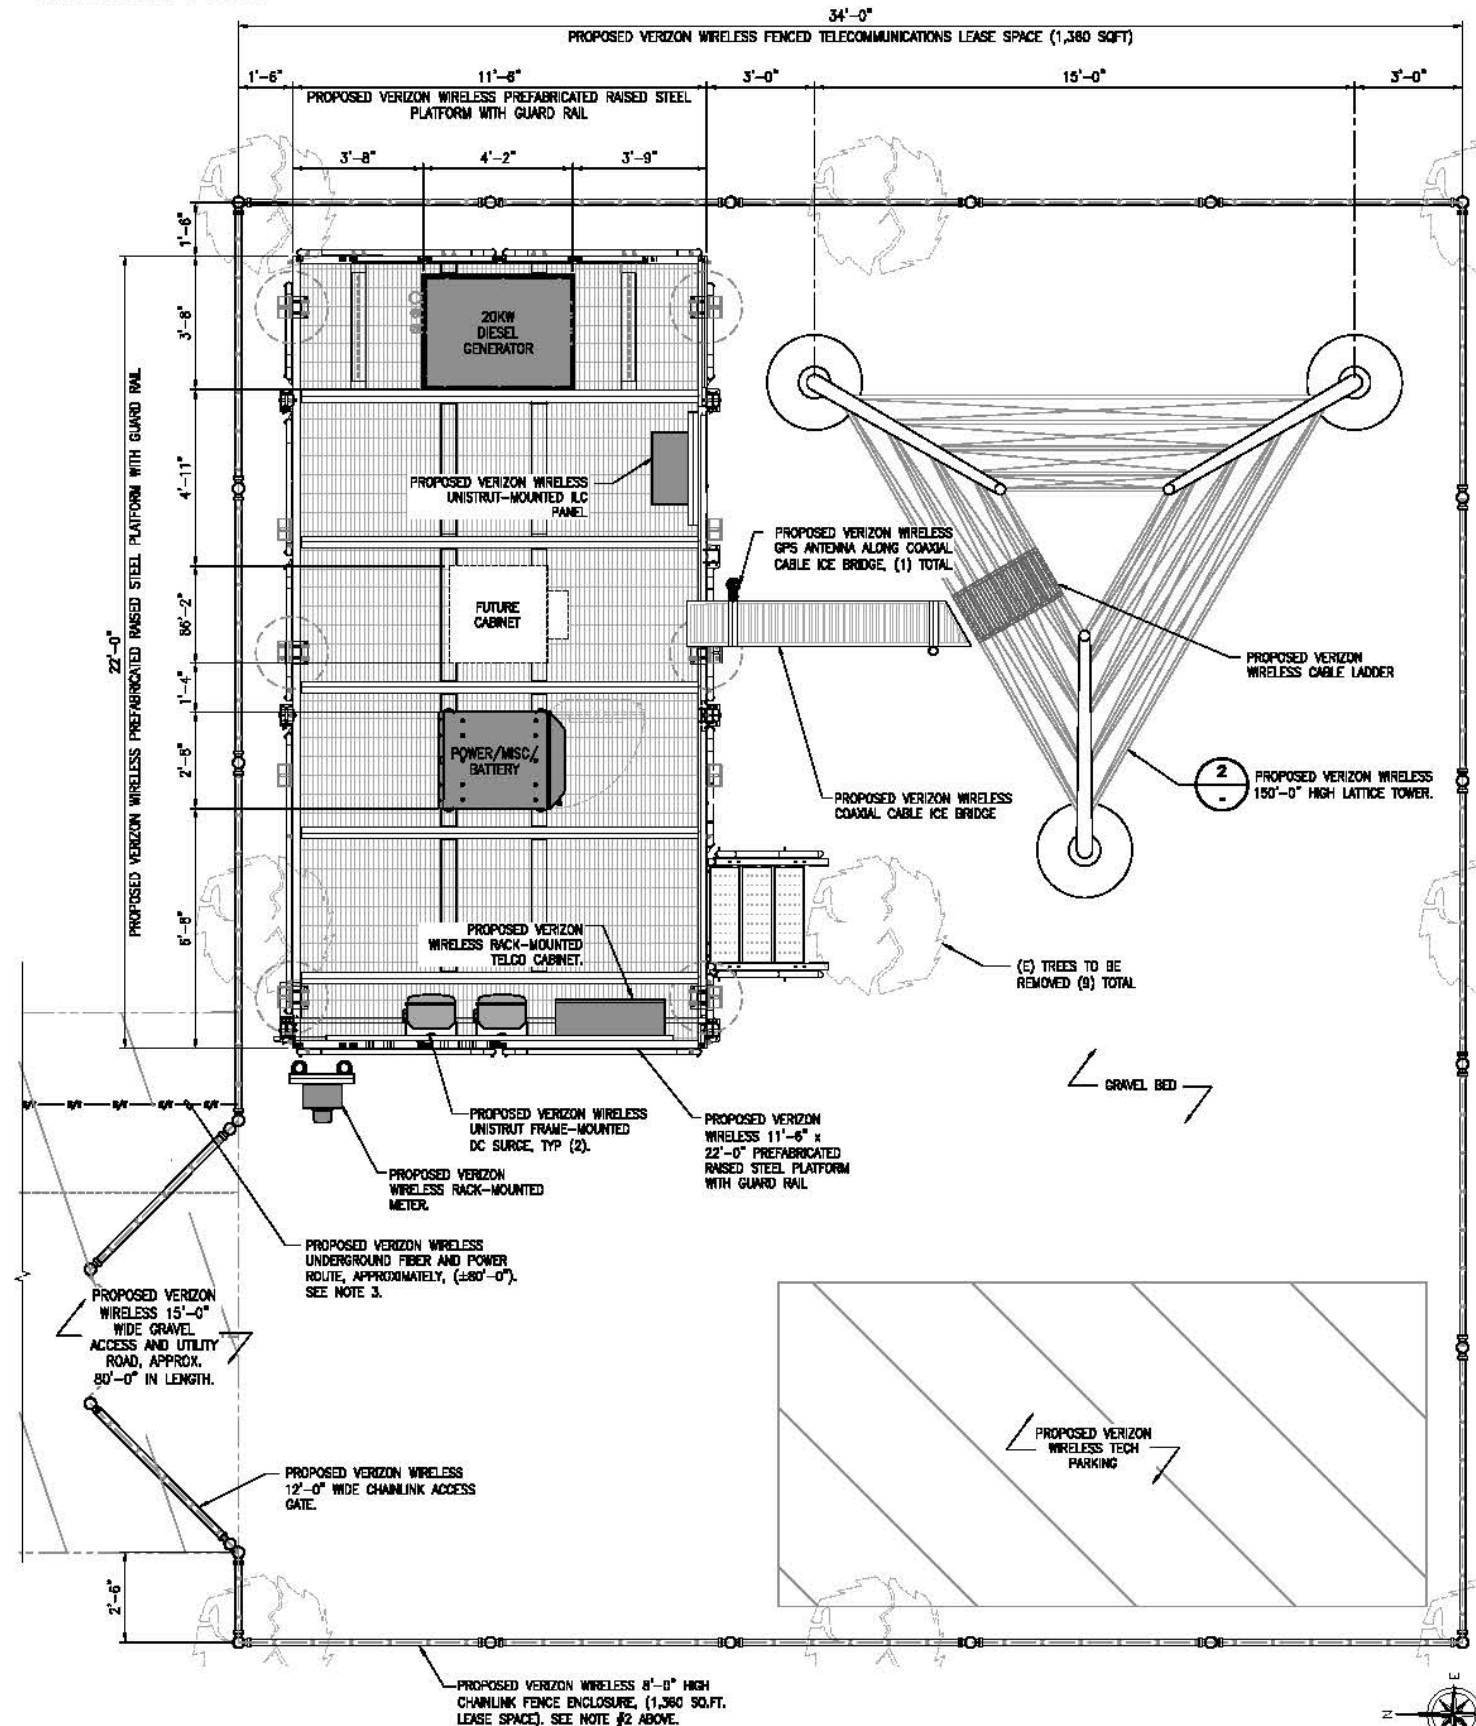 34'-0"
PROPOSED VERIZON WIRELESS FENCED TELECOMMUNICATIONS LEASE SPACE (1,360 SQFT)
1'-6"
11'-6"
3'-0"
15'-0"
3'-0"
PROPOSED VERIZON WIRELESS PREFABRICATED RAISED STEEL
PLATFORM WITH GUARD RAIL
3'-8"
4'-2"
3'-9"
1'-6"
3'-8"
4'-11"
86'-2"
1'-4"
2'-8"
6'-8"
22'-0"
PROPOSED VERIZON WIRELESS PREFABRICATED RAISED STEEL PLATFORM WITH GUARD RAIL
20KW
DIESEL
GENERATOR
PROPOSED VERIZON WIRELESS
UNISTRUT-MOUNTED ILC
PANEL
PROPOSED VERIZON WIRELESS
GPS ANTENNA ALONG COAXIAL
CABLE ICE BRIDGE, (1) TOTAL
FUTURE
CABINET
PROPOSED VERIZON
WIRELESS CABLE LADDER
POWER/MISC/
BATTERY
2
-
PROPOSED VERIZON WIRELESS
150'-0" HIGH LATTICE TOWER.
PROPOSED VERIZON WIRELESS
COAXIAL CABLE ICE BRIDGE
PROPOSED VERIZON
WIRELESS RACK-MOUNTED
TELCO CABINET.
(E) TREES TO BE
REMOVED (9) TOTAL
GRAVEL BED
PROPOSED VERIZON WIRELESS
UNISTRUT FRAME-MOUNTED
DC SURGE, TYP (2).
PROPOSED VERIZON
WIRELESS 11'-6" x
22'-0" PREFABRICATED
RAISED STEEL PLATFORM
WITH GUARD RAIL
PROPOSED VERIZON
WIRELESS RACK-MOUNTED
METER.
PROPOSED VERIZON WIRELESS
UNDERGROUND FIBER AND POWER
ROUTE, APPROXIMATELY, (±80'-0").
SEE NOTE 3.
PROPOSED VERIZON
WIRELESS 15'-0"
WIDE GRAVEL
ACCESS AND UTILITY
ROAD, APPROX.
80'-0" IN LENGTH.
PROPOSED VERIZON
WIRELESS TECH
PARKING
PROPOSED VERIZON WIRELESS
12'-0" WIDE CHAINLINK ACCESS
GATE.
2'-6"
PROPOSED VERIZON WIRELESS 8'-0" HIGH
CHAINLINK FENCE ENCLOSURE, (1,360 SQ.FT.
LEASE SPACE). SEE NOTE #2 ABOVE.
E
N